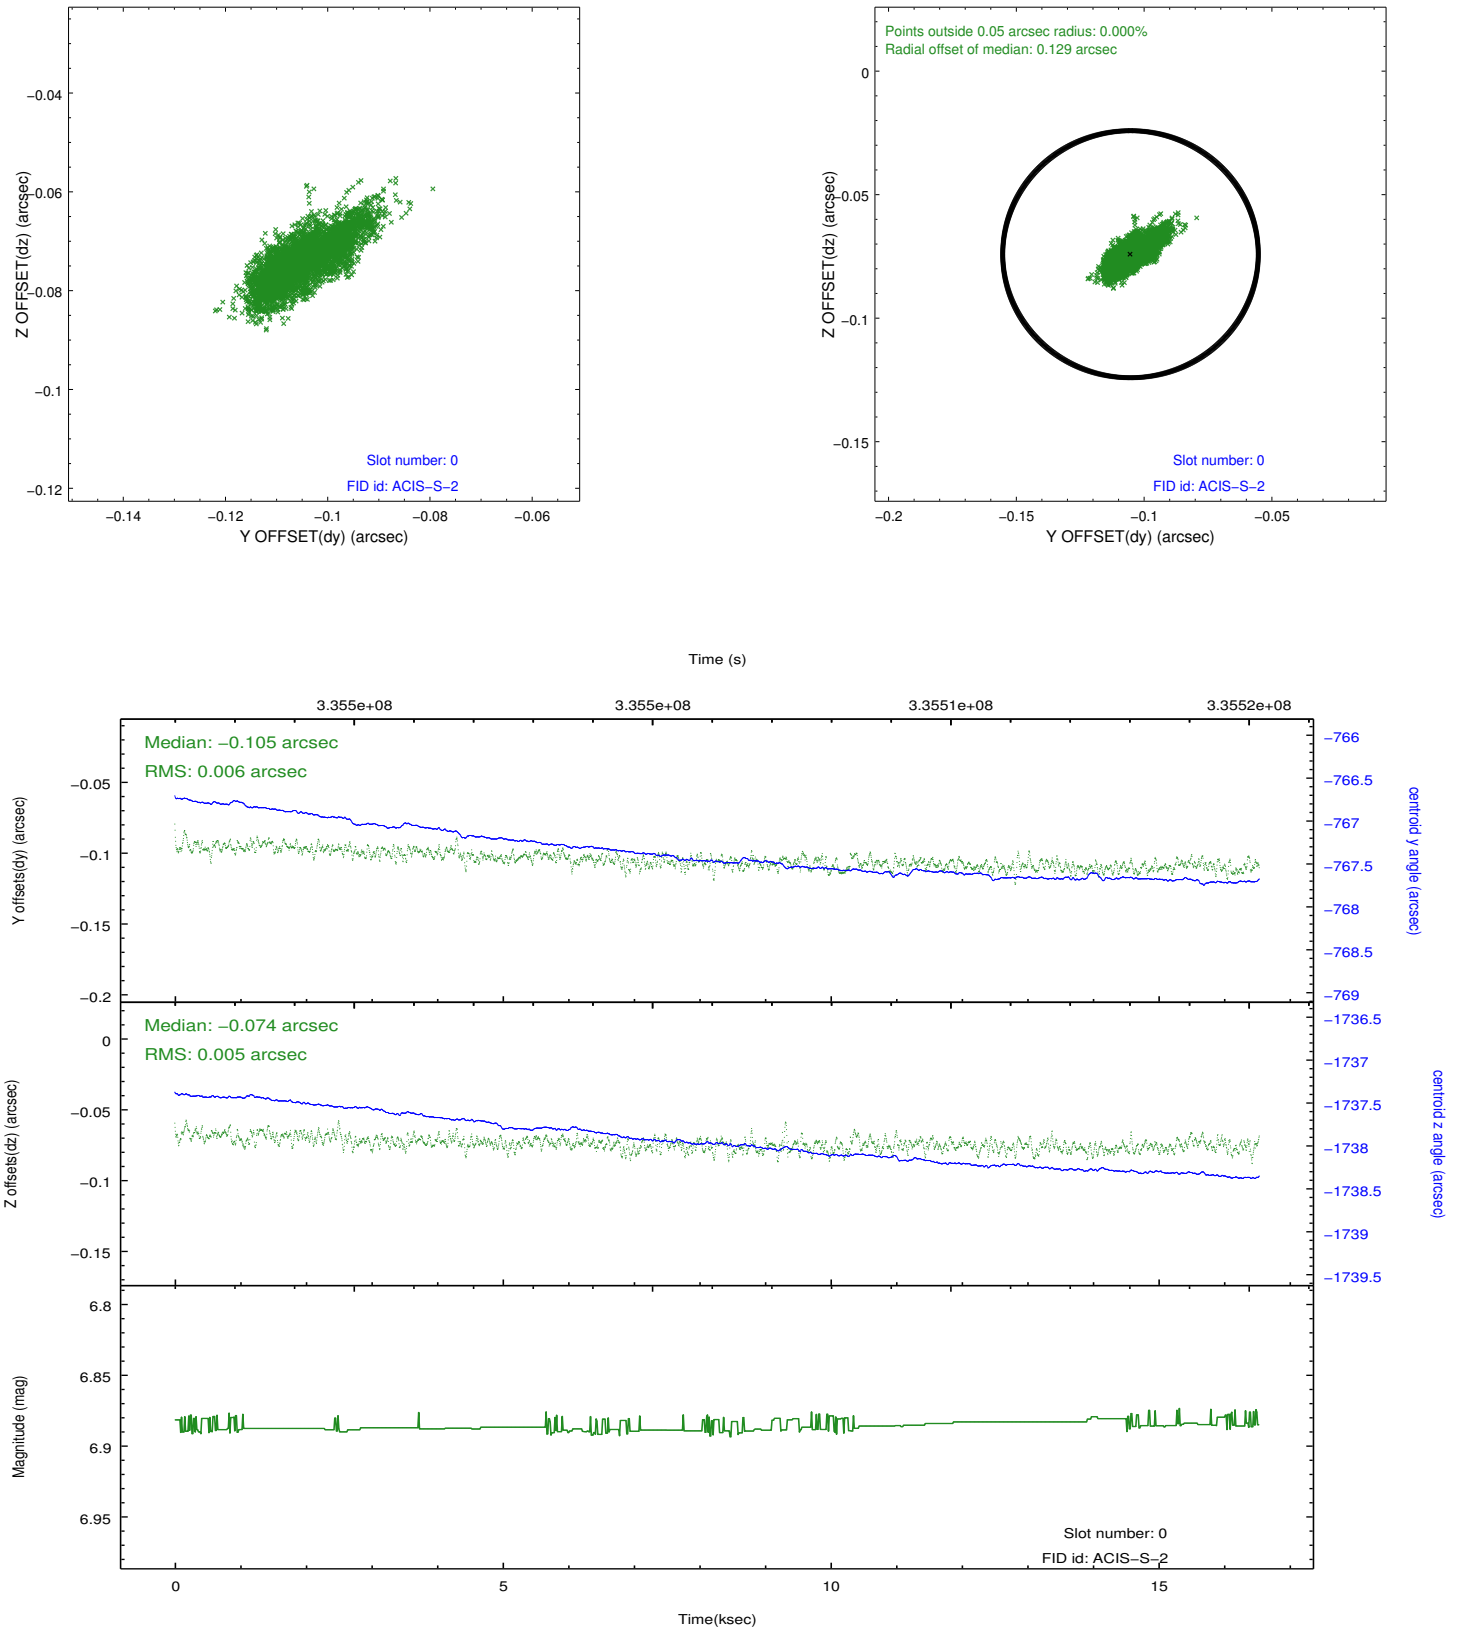 −0.04
−0.06
−0.08
−0.1
−0.12
Z OFFSET(dz) (arcsec)
Slot number: 0
FID id: ACIS−S−2
−0.14
−0.12
−0.1
−0.08
−0.06
Y OFFSET(dy) (arcsec)
Points outside 0.05 arcsec radius: 0.000%
Radial offset of median: 0.129 arcsec
0
−0.05
−0.1
−0.15
Z OFFSET(dz) (arcsec)
Slot number: 0
FID id: ACIS−S−2
−0.2
−0.15
−0.1
−0.05
Y OFFSET(dy) (arcsec)
Time (s)
3.355e+08
3.355e+08
3.3551e+08
3.3552e+08
Median: −0.105 arcsec
RMS: 0.006 arcsec
−0.05
−0.1
−0.15
−0.2
Y offsets(dy) (arcsec)
−766
−766.5
−767
−767.5
−768
−768.5
−769
centroid y angle (arcsec)
Median: −0.074 arcsec
RMS: 0.005 arcsec
0
−0.05
−0.1
−0.15
Z offsets(dz) (arcsec)
−1736.5
−1737
−1737.5
−1738
−1738.5
−1739
−1739.5
centroid z angle (arcsec)
6.8
6.85
6.9
6.95
Magnitude (mag)
Slot number: 0
FID id: ACIS−S−2
0
5
10
15
Time(ksec)